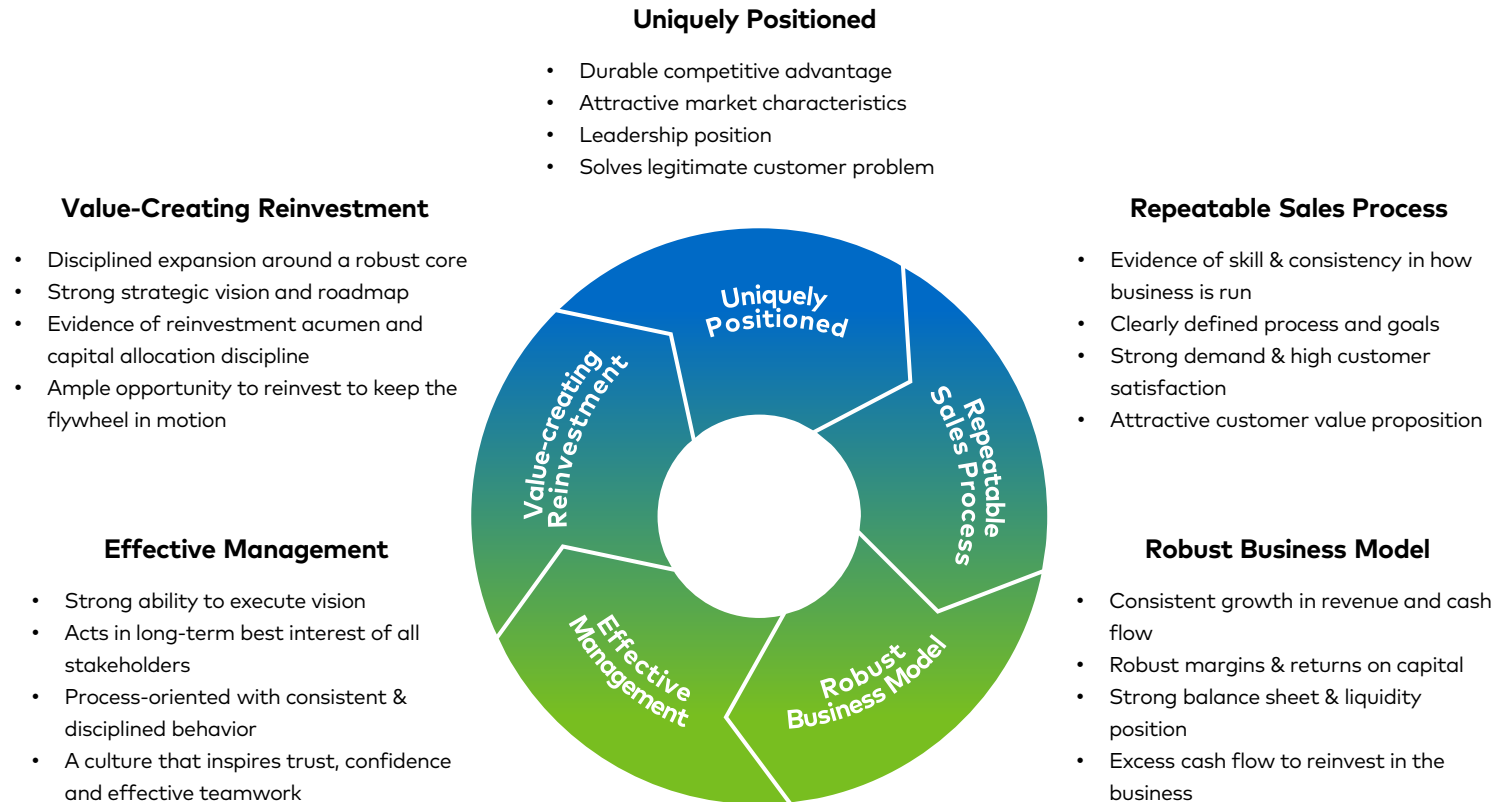 Uniquely Positioned
• Durable competitive advantage
• Attractive market characteristics
• Leadership position
• Solves legitimate customer problem
Value-Creating Reinvestment
• Disciplined expansion around a robust core
• Strong strategic vision and roadmap
• Evidence of reinvestment acumen and
capital allocation discipline
• Ample opportunity to reinvest to keep the
flywheel in motion
Repeatable Sales Process
• Evidence of skill & consistency in how
business is run
• Clearly defined process and goals
• Strong demand & high customer
satisfaction
• Attractive customer value proposition
Uniquely
Positioned
Value-creating
Reinvestment
Repeatable
Sales Process
Effective
Management
Robust
Business Model
Effective Management
• Strong ability to execute vision
• Acts in long-term best interest of all
stakeholders
• Process-oriented with consistent &
disciplined behavior
• A culture that inspires trust, confidence
and effective teamwork
Robust Business Model
• Consistent growth in revenue and cash
flow
• Robust margins & returns on capital
• Strong balance sheet & liquidity
position
• Excess cash flow to reinvest in the
business